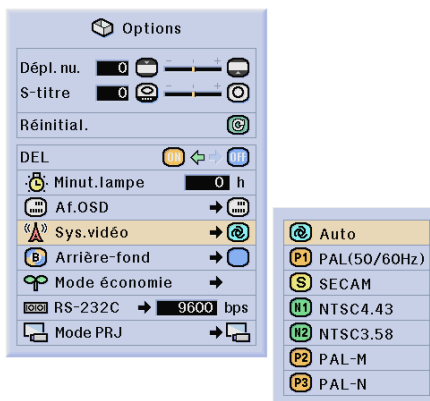 Options
Dépl. nu. 0 - +
S-titre 0 - +
Réinitial.
DEL ON OFF
Minut.lampe 0 h
Af.OSD
Sys.vidéo
B Arrière-fond
Mode économie
RS-232C 9600 bps
Mode PRJ
Auto
P1 PAL(50/60Hz)
S SECAM
N1 NTSC4.43
N2 NTSC3.58
P2 PAL-M
P3 PAL-N